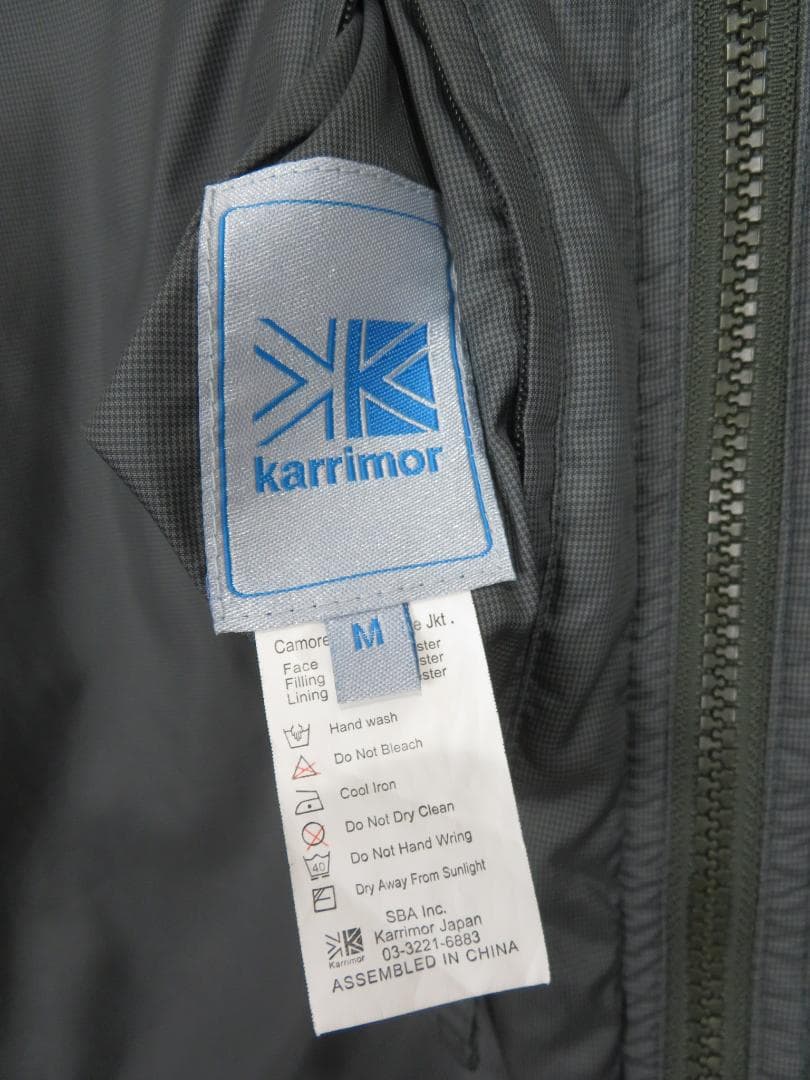 karrimor
M
Camore e Jkt .
Face ster
Filling ster
Lining ster
Hand wash
Do Not Bleach
Cool Iron
Do Not Dry Clean
40
Do Not Hand Wring
Dry Away From Sunlight
SBA Inc.
Karrimor Japan
03-3221-6883
Karrimor
ASSEMBLED IN CHINA